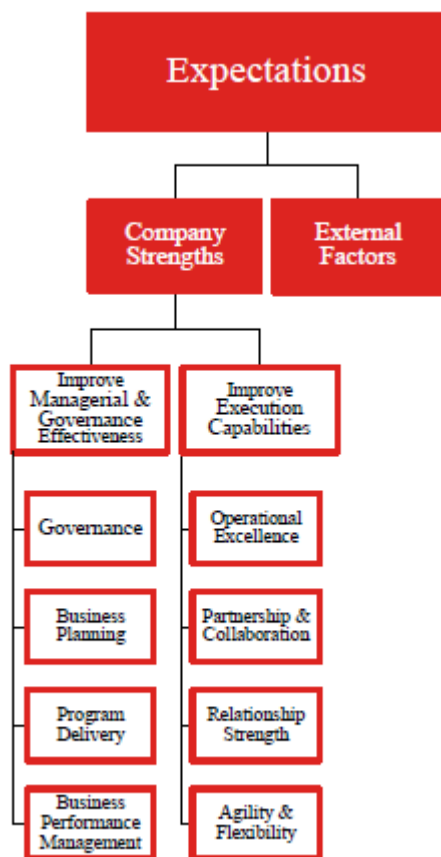 Expectations
Company
Strengths
External
Factors
Improve
Managerial &
Governance
Effectiveness
Improve
Execution
Capabilities
Governance
Operational
Excellence
Business
Planning
Partnership &
Collaboration
Program
Delivery
Relationship
Strength
Business
Performance
Management
Agility &
Flexibility